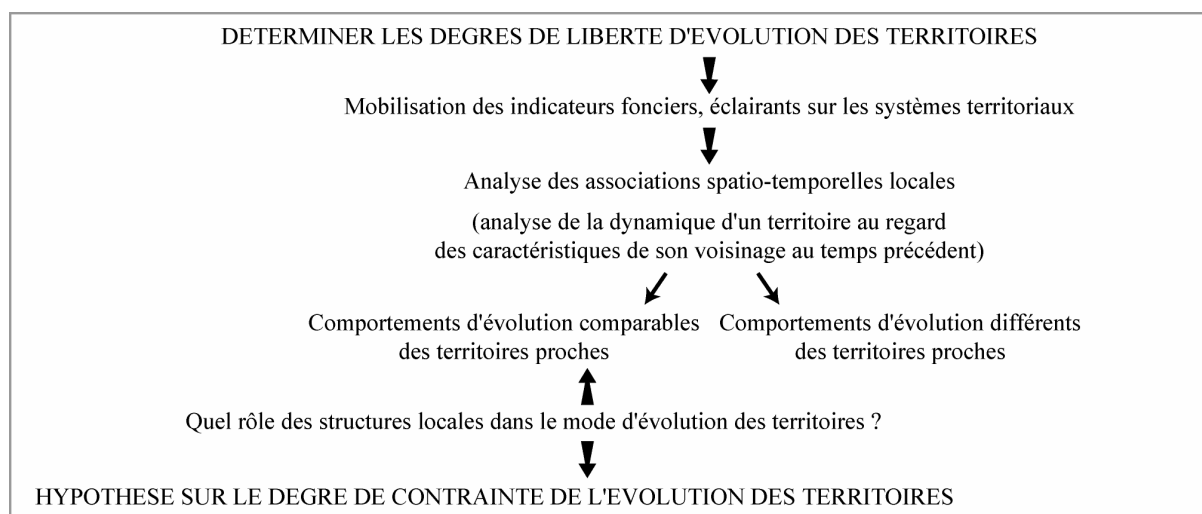 DETERMINER LES DEGRES DE LIBERTE D'EVOLUTION DES TERRITOIRES
Mobilisation des indicateurs fonciers, éclairants sur les systèmes territoriaux
Analyse des associations spatio-temporelles locales
(analyse de la dynamique d'un territoire au regard
des caractéristiques de son voisinage au temps précédent)
Comportements d'évolution comparables
des territoires proches
Comportements d'évolution différents
des territoires proches
Quel rôle des structures locales dans le mode d'évolution des territoires ?
HYPOTHESE SUR LE DEGRE DE CONTRAINTE DE L'EVOLUTION DES TERRITOIRES